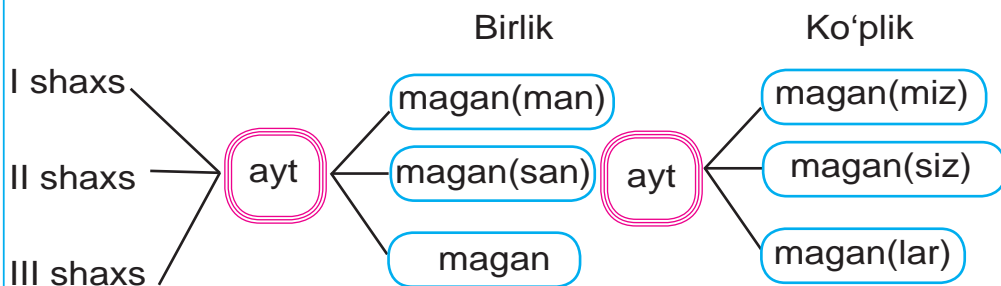 Birlik Ko‘plik
I shaxs magan(man) magan(miz)
II shaxs ayt magan(san) ayt magan(siz)
III shaxs magan magan(lar)